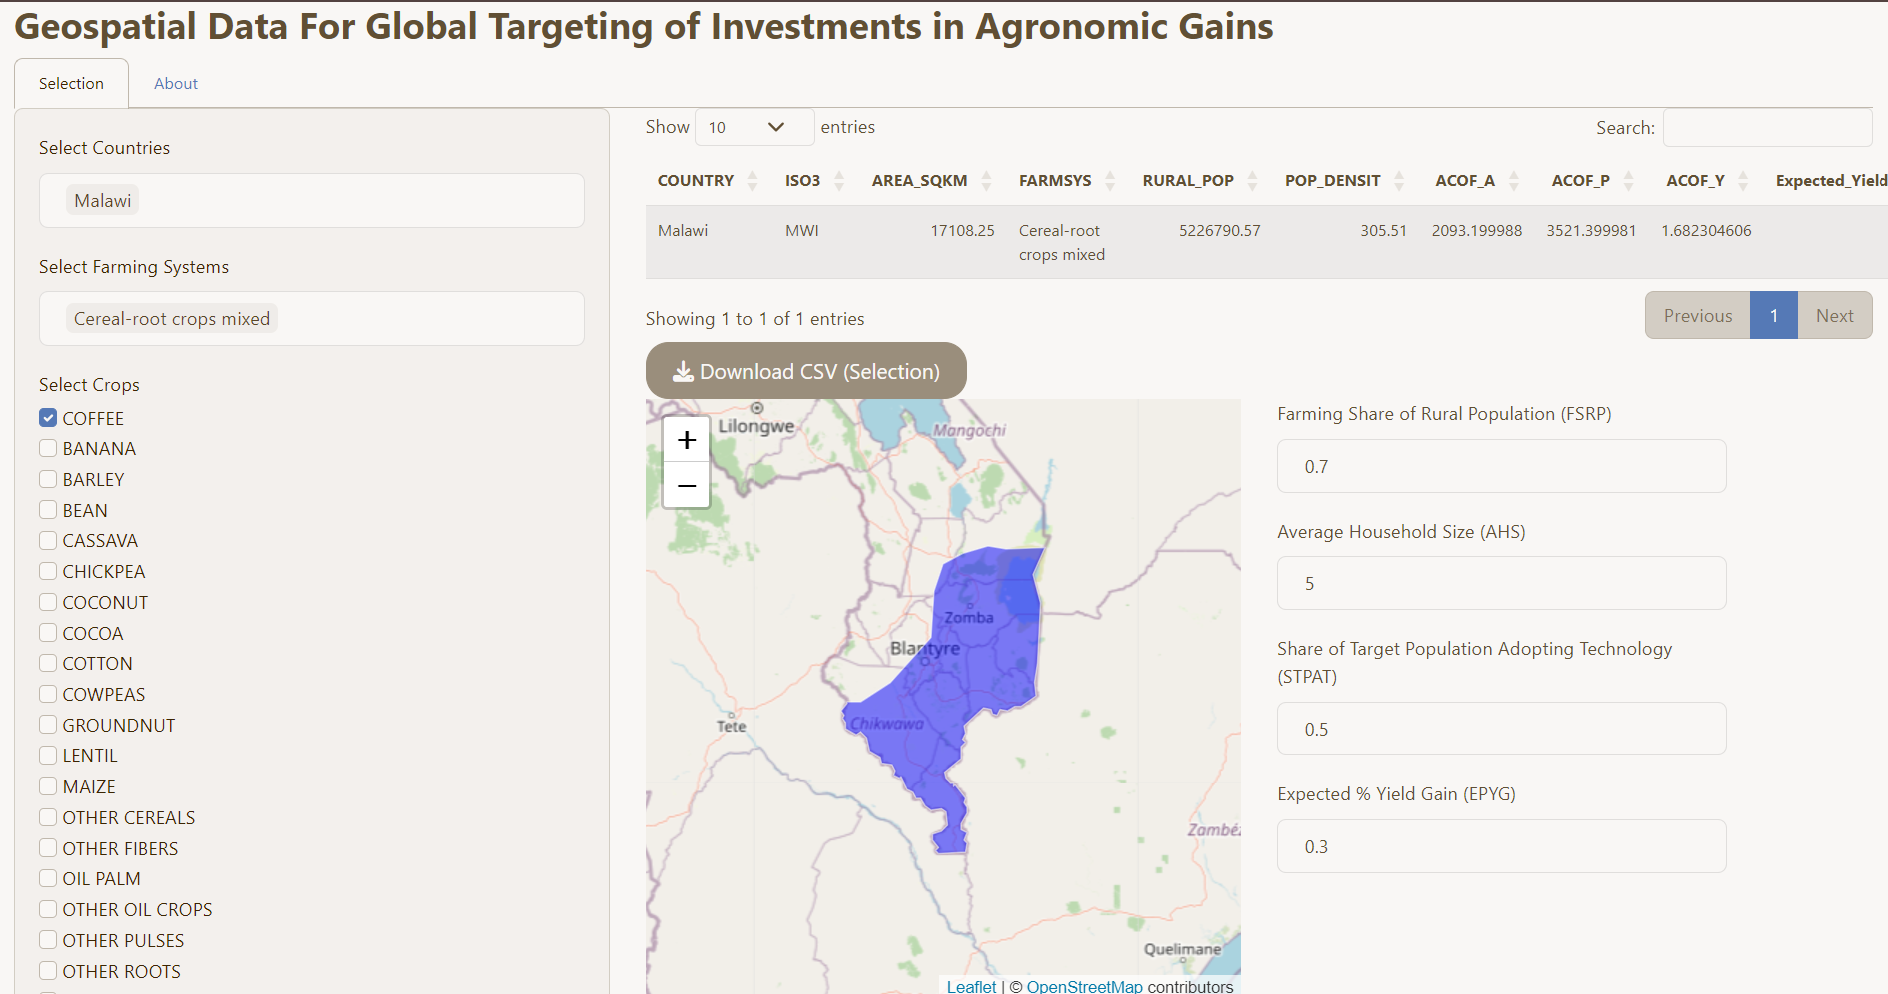 Geospatial Data For Global Targeting of Investments in Agronomic Gains
Selection
About
Select Countries
Malawi
Select Farming Systems
Cereal-root crops mixed
Select Crops
COFFEE
BANANA
BARLEY
BEAN
CASSAVA
CHICKPEA
COCONUT
COCOA
COTTON
COWPEAS
GROUNDNUT
LENTIL
MAIZE
OTHER CEREALS
OTHER FIBERS
OIL PALM
OTHER OIL CROPS
OTHER PULSES
OTHER ROOTS
Show 10 entries
Search:
COUNTRY ISO3 AREA_SQKM FARMSYS RURAL_POP POP_DENSIT ACOF_A ACOF_P ACOF_Y Expected_Yield
Malawi MWI 17108.25 Cereal-root 5226790.57 305.51 2093.199988 3521.399981 1.682304606
crops mixed
Showing 1 to 1 of 1 entries
Previous 1 Next
Download CSV (Selection)
+
−
Lilongwe
Mangochi
Zomba
Blantyre
Chikwawa
Tete
Quelimane
Leaflet | © OpenStreetMap contributors
Farming Share of Rural Population (FSRP)
0.7
Average Household Size (AHS)
5
Share of Target Population Adopting Technology
(STPAT)
0.5
Expected % Yield Gain (EPYG)
0.3